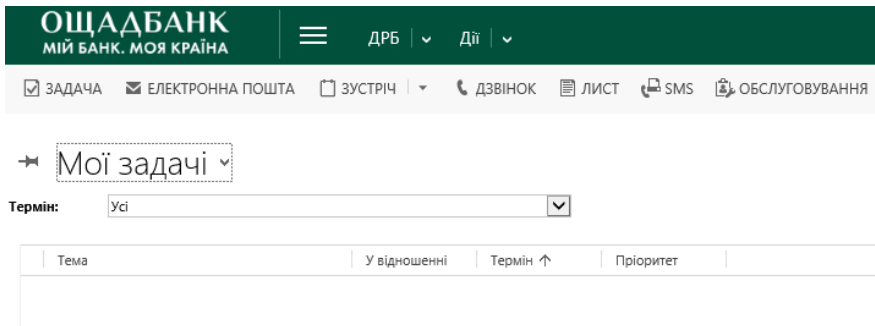 ОЩАДБАНК
МІЙ БАНК. МОЯ КРАЇНА
ДРБ Дії
ЗАДАЧА ЕЛЕКТРОННА ПОШТА ЗУСТРІЧ ДЗВІНОК ЛИСТ SMS ОБСЛУГОВУВАННЯ
Мої задачі
Термін: Усі
Тема У відношенні Термін Пріоритет